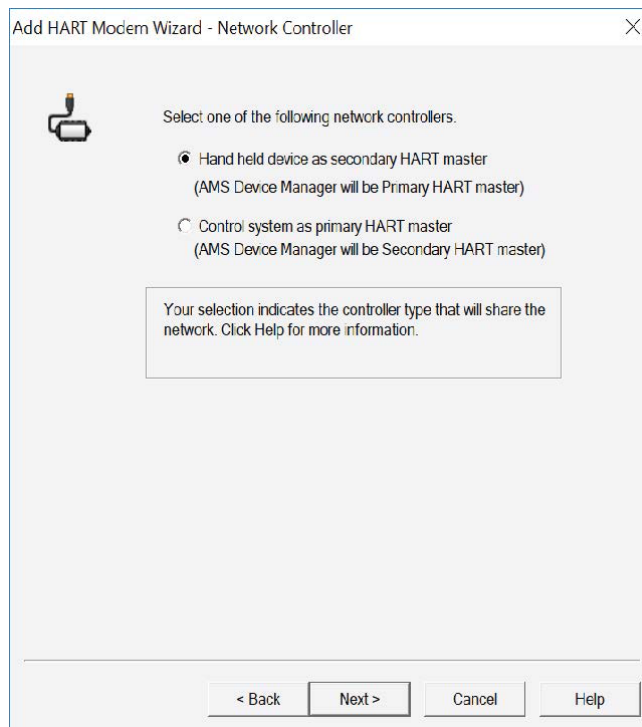 Add HART Modem Wizard - Network Controller
Select one of the following network controllers.
Hand held device as secondary HART master
(AMS Device Manager will be Primary HART master)
Control system as primary HART master
(AMS Device Manager will be Secondary HART master)
Your selection indicates the controller type that will share the
network. Click Help for more information.
< Back
Next >
Cancel
Help